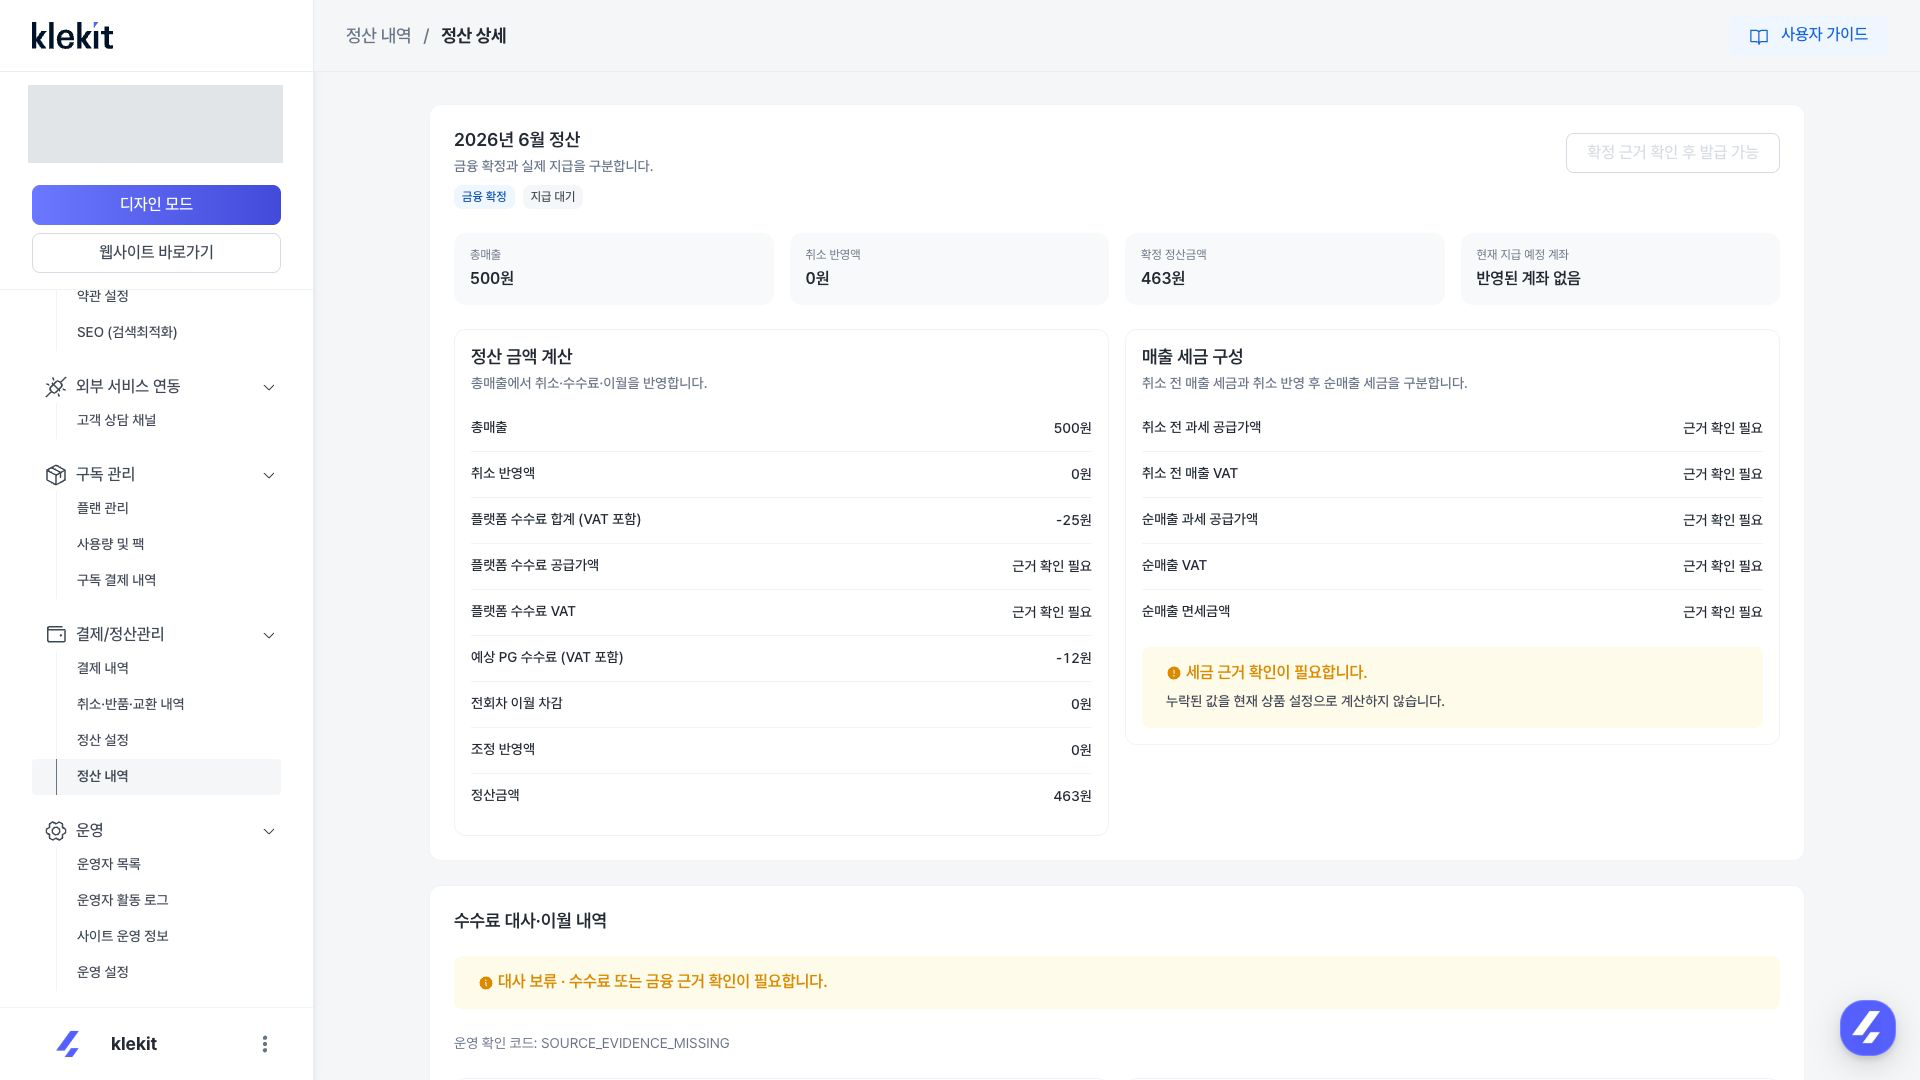 klekit
정산 내역 / 정산 상세
사용자 가이드
디자인 모드
웹사이트 바로가기
약관 설정
SEO (검색최적화)
외부 서비스 연동
고객 상담 채널
구독 관리
플랜 관리
사용량 및 팩
구독 결제 내역
결제/정산관리
결제 내역
취소·반품·교환 내역
정산 설정
정산 내역
운영
운영자 목록
운영자 활동 로그
사이트 운영 정보
운영 설정
klekit
2026년 6월 정산
금융 확정과 실제 지급을 구분합니다.
금융 확정
지급 대기
확정 근거 확인 후 발급 가능
총매출
500원
취소 반영액
0원
확정 정산금액
463원
현재 지급 예정 계좌
반영된 계좌 없음
정산 금액 계산
총매출에서 취소·수수료·이월을 반영합니다.
총매출 500원
취소 반영액 0원
플랫폼 수수료 합계 (VAT 포함) -25원
플랫폼 수수료 공급가액 근거 확인 필요
플랫폼 수수료 VAT 근거 확인 필요
예상 PG 수수료 (VAT 포함) -12원
전회차 이월 차감 0원
조정 반영액 0원
정산금액 463원
매출 세금 구성
취소 전 매출 세금과 취소 반영 후 순매출 세금을 구분합니다.
취소 전 과세 공급가액 근거 확인 필요
취소 전 매출 VAT 근거 확인 필요
순매출 과세 공급가액 근거 확인 필요
순매출 VAT 근거 확인 필요
순매출 면세금액 근거 확인 필요
세금 근거 확인이 필요합니다.
누락된 값을 현재 상품 설정으로 계산하지 않습니다.
수수료 대사·이월 내역
대사 보류 · 수수료 또는 금융 근거 확인이 필요합니다.
운영 확인 코드: SOURCE_EVIDENCE_MISSING